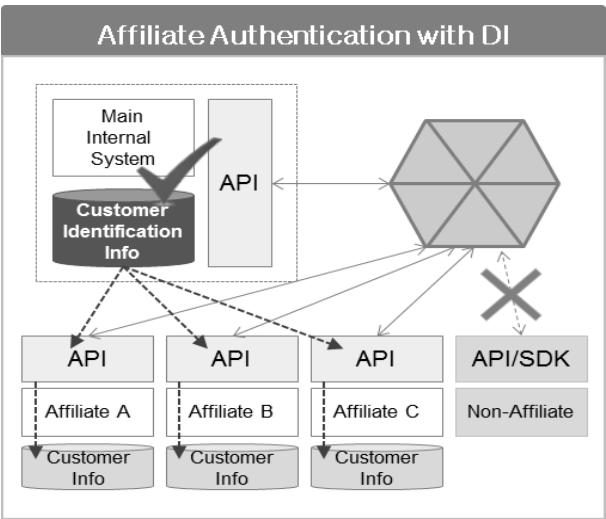 Affiliate Authentication with DI
Main
Internal
System
API
Customer
Identification
Info
API
API
API
API/SDK
Affiliate A
Affiliate B
Affiliate C
Non-Affiliate
Customer
Info
Customer
Info
Customer
Info